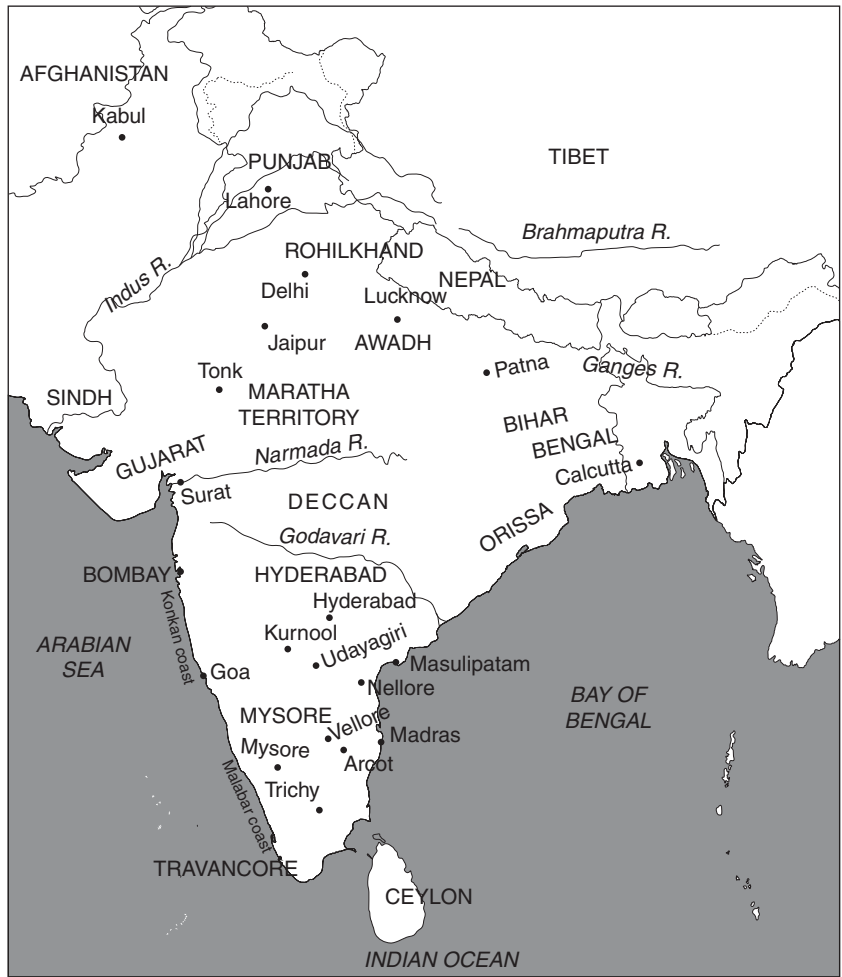 AFGHANISTAN
Kabul
TIBET
PUNJAB
Lahore
Brahmaputra R.
ROHILKHAND
Indus R.
NEPAL
Delhi
Lucknow
Jaipur
AWADH
Patna
Ganges R.
Tonk
SINDH
MARATHA
TERRITORY
BIHAR
BENGAL
GUJARAT
Narmada R.
Calcutta
Surat
DECCAN
ORISSA
Godavari R.
BOMBAY
HYDERABAD
Hyderabad
Konkan coast
Kurnool
Udayagiri
ARABIAN
SEA
Goa
Masulipatam
Nellore
BAY OF
BENGAL
MYSORE
Vellore
Madras
Mysore
Arcot
Trichy
Malabar coast
TRAVANCORE
CEYLON
INDIAN OCEAN